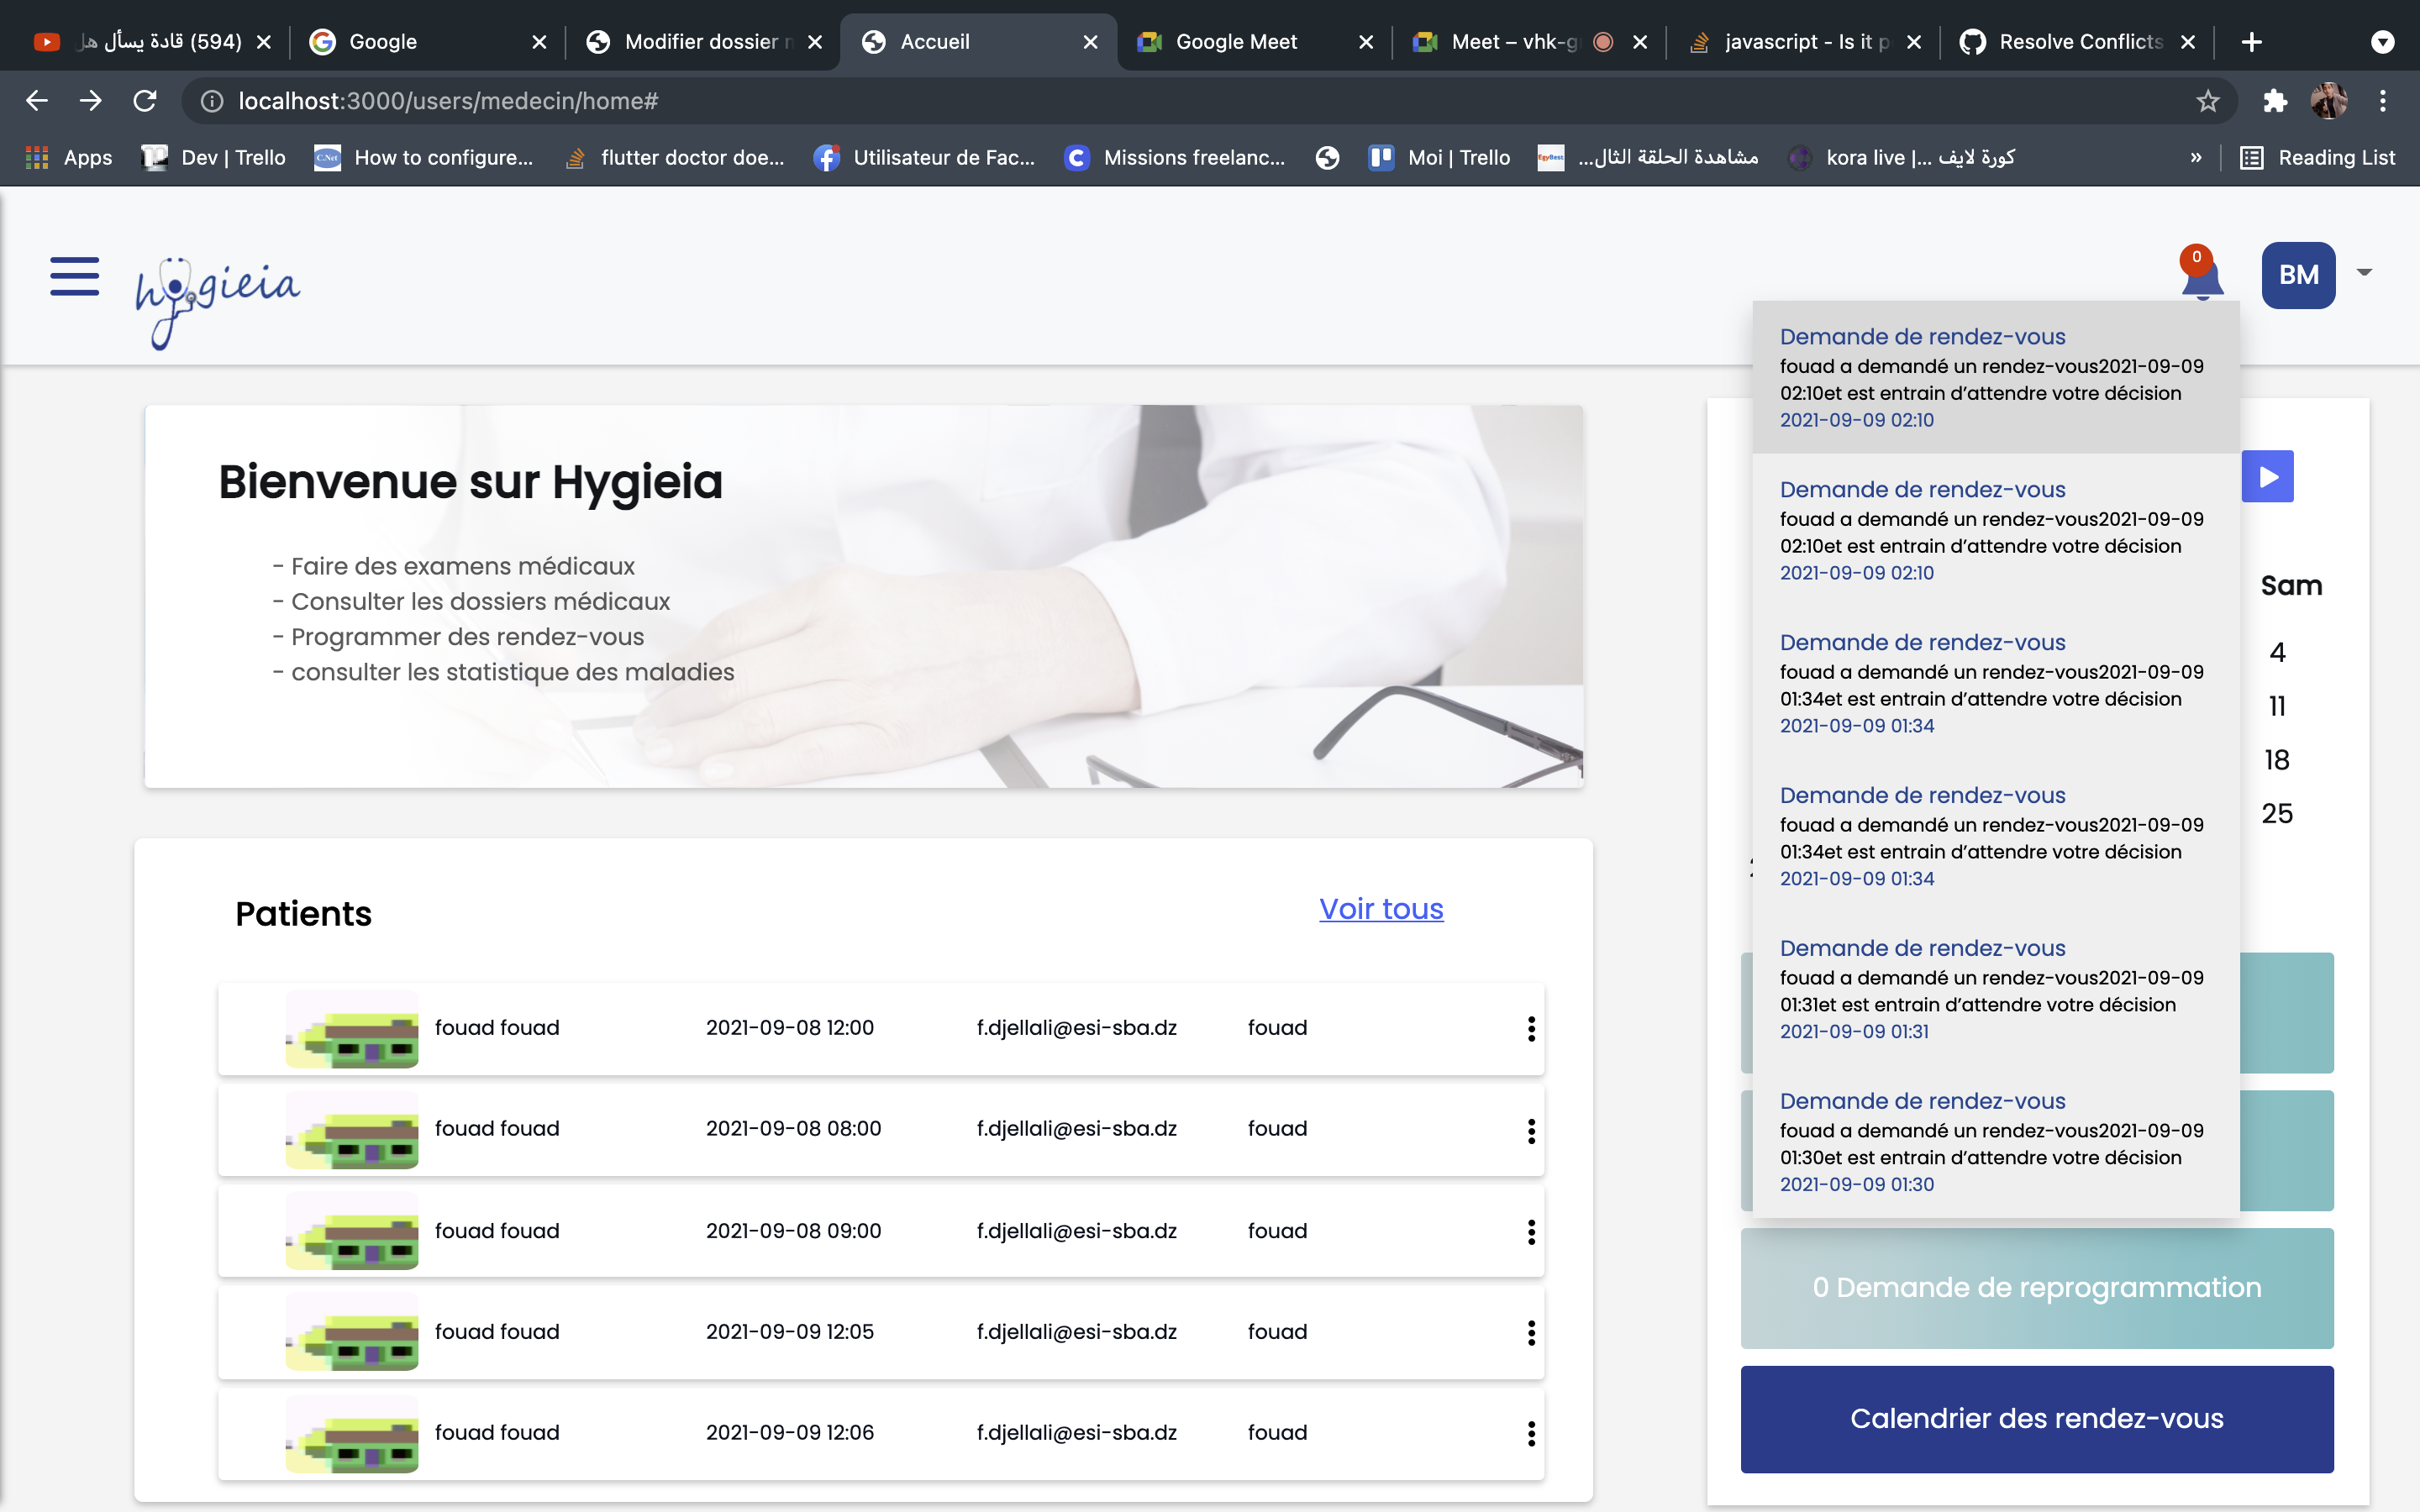 (594) قادة يسأل هل
Google
Modifier dossier
Accueil
Google Meet
Meet – vhk-g
javascript - Is it p
Resolve Conflicts
localhost:3000/users/medecin/home#
Apps
Dev | Trello
C.Net
How to configure...
flutter doctor doe...
Utilisateur de Fac...
Missions freelanc...
Moi | Trello
EgyBest
مشاهدة الحلقة الثال...
kora live |... كورة لايف
»
Reading List
hygieia
0
BM
Demande de rendez-vous
fouad a demandé un rendez-vous2021-09-09
02:10et est entrain d'attendre votre décision
2021-09-09 02:10
Demande de rendez-vous
fouad a demandé un rendez-vous2021-09-09
02:10et est entrain d'attendre votre décision
2021-09-09 02:10
Demande de rendez-vous
fouad a demandé un rendez-vous2021-09-09
01:34et est entrain d'attendre votre décision
2021-09-09 01:34
Demande de rendez-vous
fouad a demandé un rendez-vous2021-09-09
01:34et est entrain d'attendre votre décision
2021-09-09 01:34
Demande de rendez-vous
fouad a demandé un rendez-vous2021-09-09
01:31et est entrain d'attendre votre décision
2021-09-09 01:31
Demande de rendez-vous
fouad a demandé un rendez-vous2021-09-09
01:30et est entrain d'attendre votre décision
2021-09-09 01:30
Bienvenue sur Hygieia
- Faire des examens médicaux
- Consulter les dossiers médicaux
- Programmer des rendez-vous
- consulter les statistique des maladies
Sam
4
11
18
25
Patients
Voir tous
fouad fouad 2021-09-08 12:00 f.djellali@esi-sba.dz fouad
fouad fouad 2021-09-08 08:00 f.djellali@esi-sba.dz fouad
fouad fouad 2021-09-08 09:00 f.djellali@esi-sba.dz fouad
fouad fouad 2021-09-09 12:05 f.djellali@esi-sba.dz fouad
fouad fouad 2021-09-09 12:06 f.djellali@esi-sba.dz fouad
0 Demande de reprogrammation
Calendrier des rendez-vous